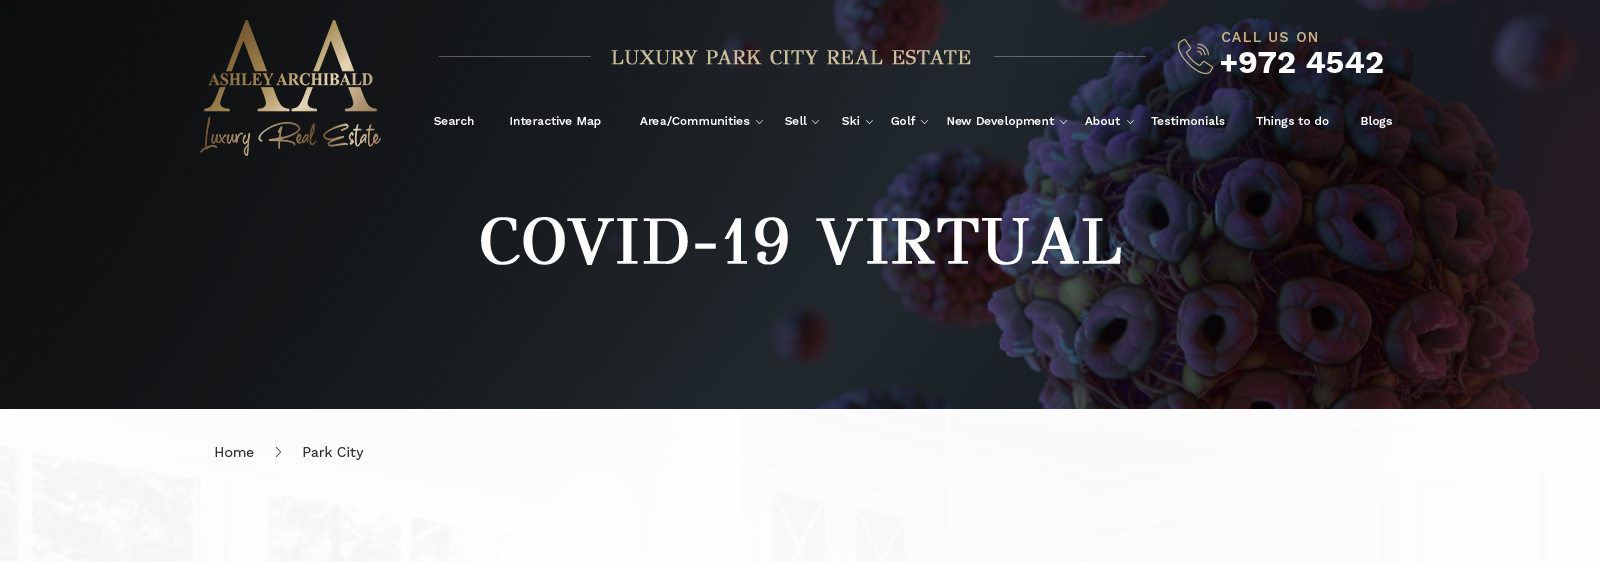 ASHLEY ARCHIBALD
Luxury Real Estate
LUXURY PARK CITY REAL ESTATE
CALL US ON
+972 4542
Search Interactive Map Area/Communities Sell Ski Golf New Development About Testimonials Things to do Blogs
COVID-19 VIRTUAL
Home Park City